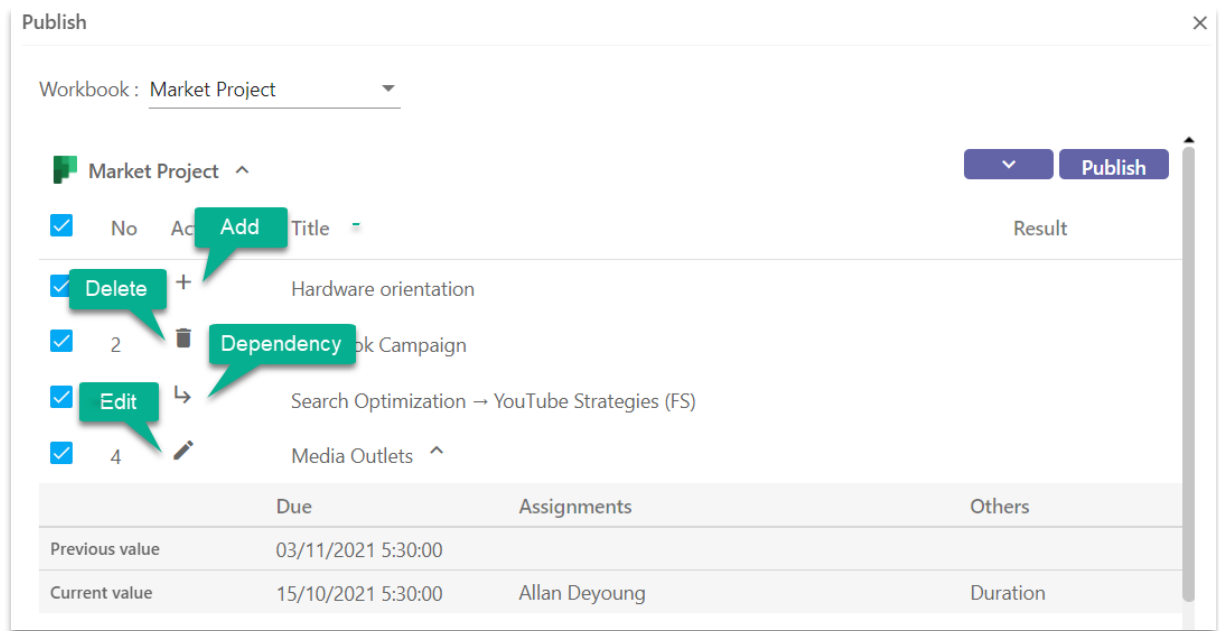 Publish
Workbook : Market Project
Market Project
Publish
No Title Result
Add
Hardware orientation
Delete
2 Campaign
Dependency
Search Optimization → YouTube Strategies (FS)
Edit
4 Media Outlets
Due Assignments Others
Previous value 03/11/2021 5:30:00
Current value 15/10/2021 5:30:00 Allan Deyoung Duration